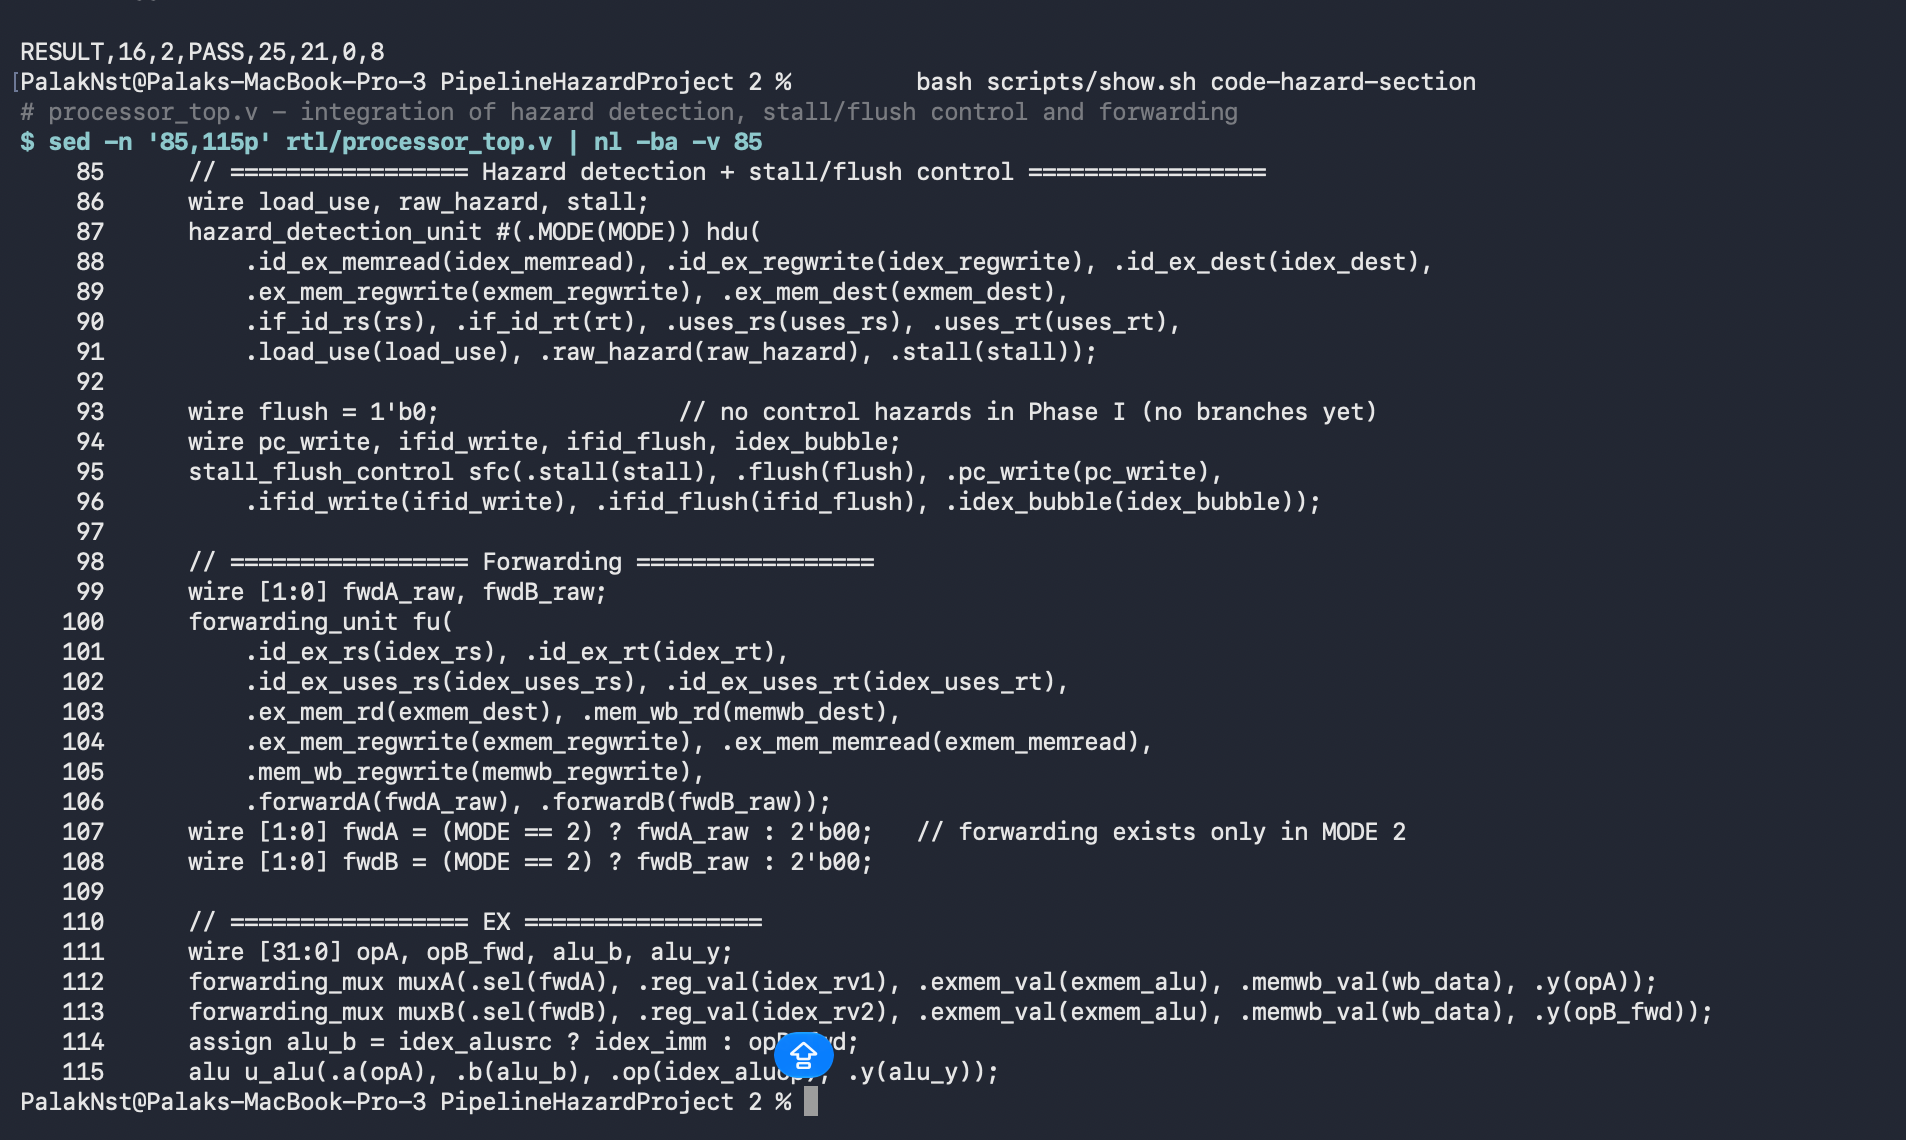 RESULT,16,2,PASS,25,21,0,8
[PalakNst@Palaks-MacBook-Pro-3 PipelineHazardProject 2 %         bash scripts/show.sh code-hazard-section
# processor_top.v — integration of hazard detection, stall/flush control and forwarding
$ sed -n '85,115p' rtl/processor_top.v | nl -ba -v 85
    85      // ================= Hazard detection + stall/flush control =================
    86      wire load_use, raw_hazard, stall;
    87      hazard_detection_unit #(.MODE(MODE)) hdu(
    88          .id_ex_memread(idex_memread), .id_ex_regwrite(idex_regwrite), .id_ex_dest(idex_dest),
    89          .ex_mem_regwrite(exmem_regwrite), .ex_mem_dest(exmem_dest),
    90          .if_id_rs(rs), .if_id_rt(rt), .uses_rs(uses_rs), .uses_rt(uses_rt),
    91          .load_use(load_use), .raw_hazard(raw_hazard), .stall(stall));
    92
    93      wire flush = 1'b0;                 // no control hazards in Phase I (no branches yet)
    94      wire pc_write, ifid_write, ifid_flush, idex_bubble;
    95      stall_flush_control sfc(.stall(stall), .flush(flush), .pc_write(pc_write),
    96          .ifid_write(ifid_write), .ifid_flush(ifid_flush), .idex_bubble(idex_bubble));
    97
    98      // ================= Forwarding =================
    99      wire [1:0] fwdA_raw, fwdB_raw;
   100      forwarding_unit fu(
   101          .id_ex_rs(idex_rs), .id_ex_rt(idex_rt),
   102          .id_ex_uses_rs(idex_uses_rs), .id_ex_uses_rt(idex_uses_rt),
   103          .ex_mem_rd(exmem_dest), .mem_wb_rd(memwb_dest),
   104          .ex_mem_regwrite(exmem_regwrite), .ex_mem_memread(exmem_memread),
   105          .mem_wb_regwrite(memwb_regwrite),
   106          .forwardA(fwdA_raw), .forwardB(fwdB_raw));
   107      wire [1:0] fwdA = (MODE == 2) ? fwdA_raw : 2'b00;   // forwarding exists only in MODE 2
   108      wire [1:0] fwdB = (MODE == 2) ? fwdB_raw : 2'b00;
   109
   110      // ================= EX =================
   111      wire [31:0] opA, opB_fwd, alu_b, alu_y;
   112      forwarding_mux muxA(.sel(fwdA), .reg_val(idex_rv1), .exmem_val(exmem_alu), .memwb_val(wb_data), .y(opA));
   113      forwarding_mux muxB(.sel(fwdB), .reg_val(idex_rv2), .exmem_val(exmem_alu), .memwb_val(wb_data), .y(opB_fwd));
   114      assign alu_b = idex_alusrc ? idex_imm :
   115      alu u_alu(.a(opA), .b(alu_b), .op(idex_aluop), .y(alu_y));
PalakNst@Palaks-MacBook-Pro-3 PipelineHazardProject 2 %